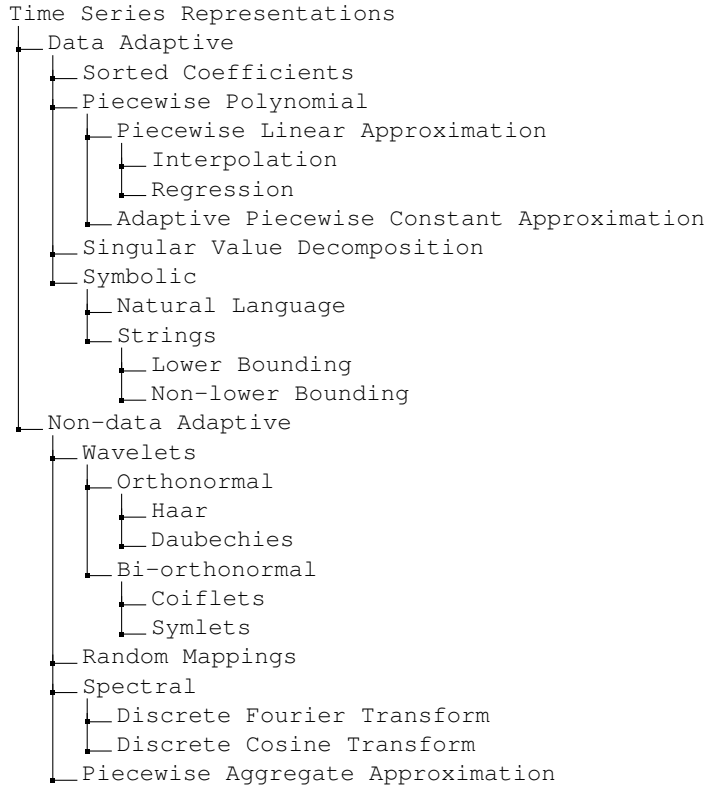 Time Series Representations
Data Adaptive
Sorted Coefficients
Piecewise Polynomial
Piecewise Linear Approximation
Interpolation
Regression
Adaptive Piecewise Constant Approximation
Singular Value Decomposition
Symbolic
Natural Language
Strings
Lower Bounding
Non-lower Bounding
Non-data Adaptive
Wavelets
Orthonormal
Haar
Daubechies
Bi-orthonormal
Coiflets
Symlets
Random Mappings
Spectral
Discrete Fourier Transform
Discrete Cosine Transform
Piecewise Aggregate Approximation